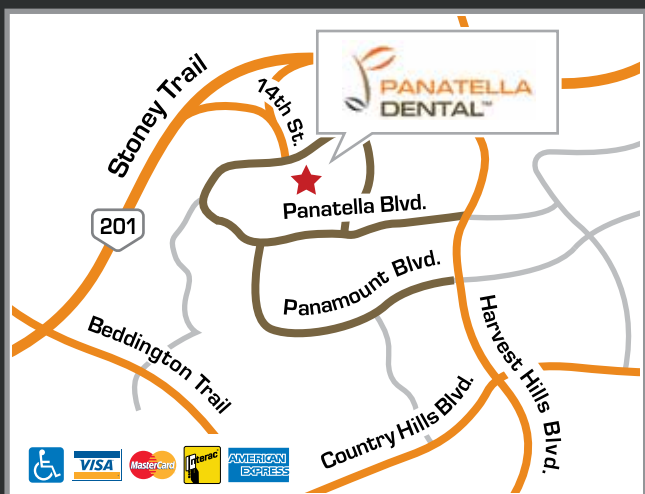 PANATELLA
DENTAL™
Stoney Trail
14th St.
201
Panatella Blvd.
Panamount Blvd.
Beddington Trail
Harvest Hills Blvd.
Country Hills Blvd.
VISA
MasterCard
Interac
AMERICAN
EXPRESS